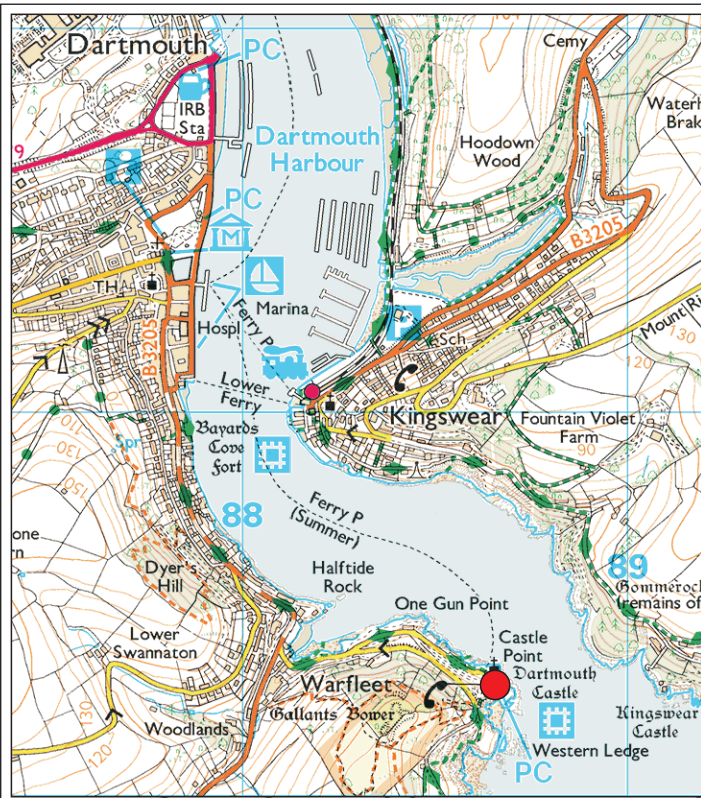 Dartmouth
PC
Cemy
IRB
Sta
Waterh
Brak
9
Dartmouth
Harbour
Hoodown
Wood
PC
M
B3205
TH
Marina
Mount Ri
130
Hospl
Ferry P
P
Sch
120
B3205
Lower
Ferry
Kingswear
Fountain Violet
Farm
90
110
Spr
130
150
Bayards
Cove
Fort
88
Ferry P
(Summer)
one
rn
89
Gommerock
(remains of
Dyer's
Hill
Halftide
Rock
One Gun Point
Lower
Swannaton
Castle
Point
Dartmouth
Castle
Warfleet
Gallants Bower
Kingswear
Castle
130
120
Woodlands
Western Ledge
PC